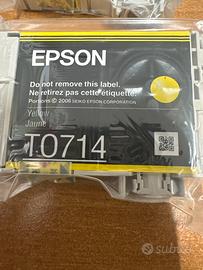 EPSON
Do not remove this label.
Ne retirez pas cette étiquette.
Portions © 2006 SEIKO EPSON CORPORATION
Yellow
Jaune
T0714
subito